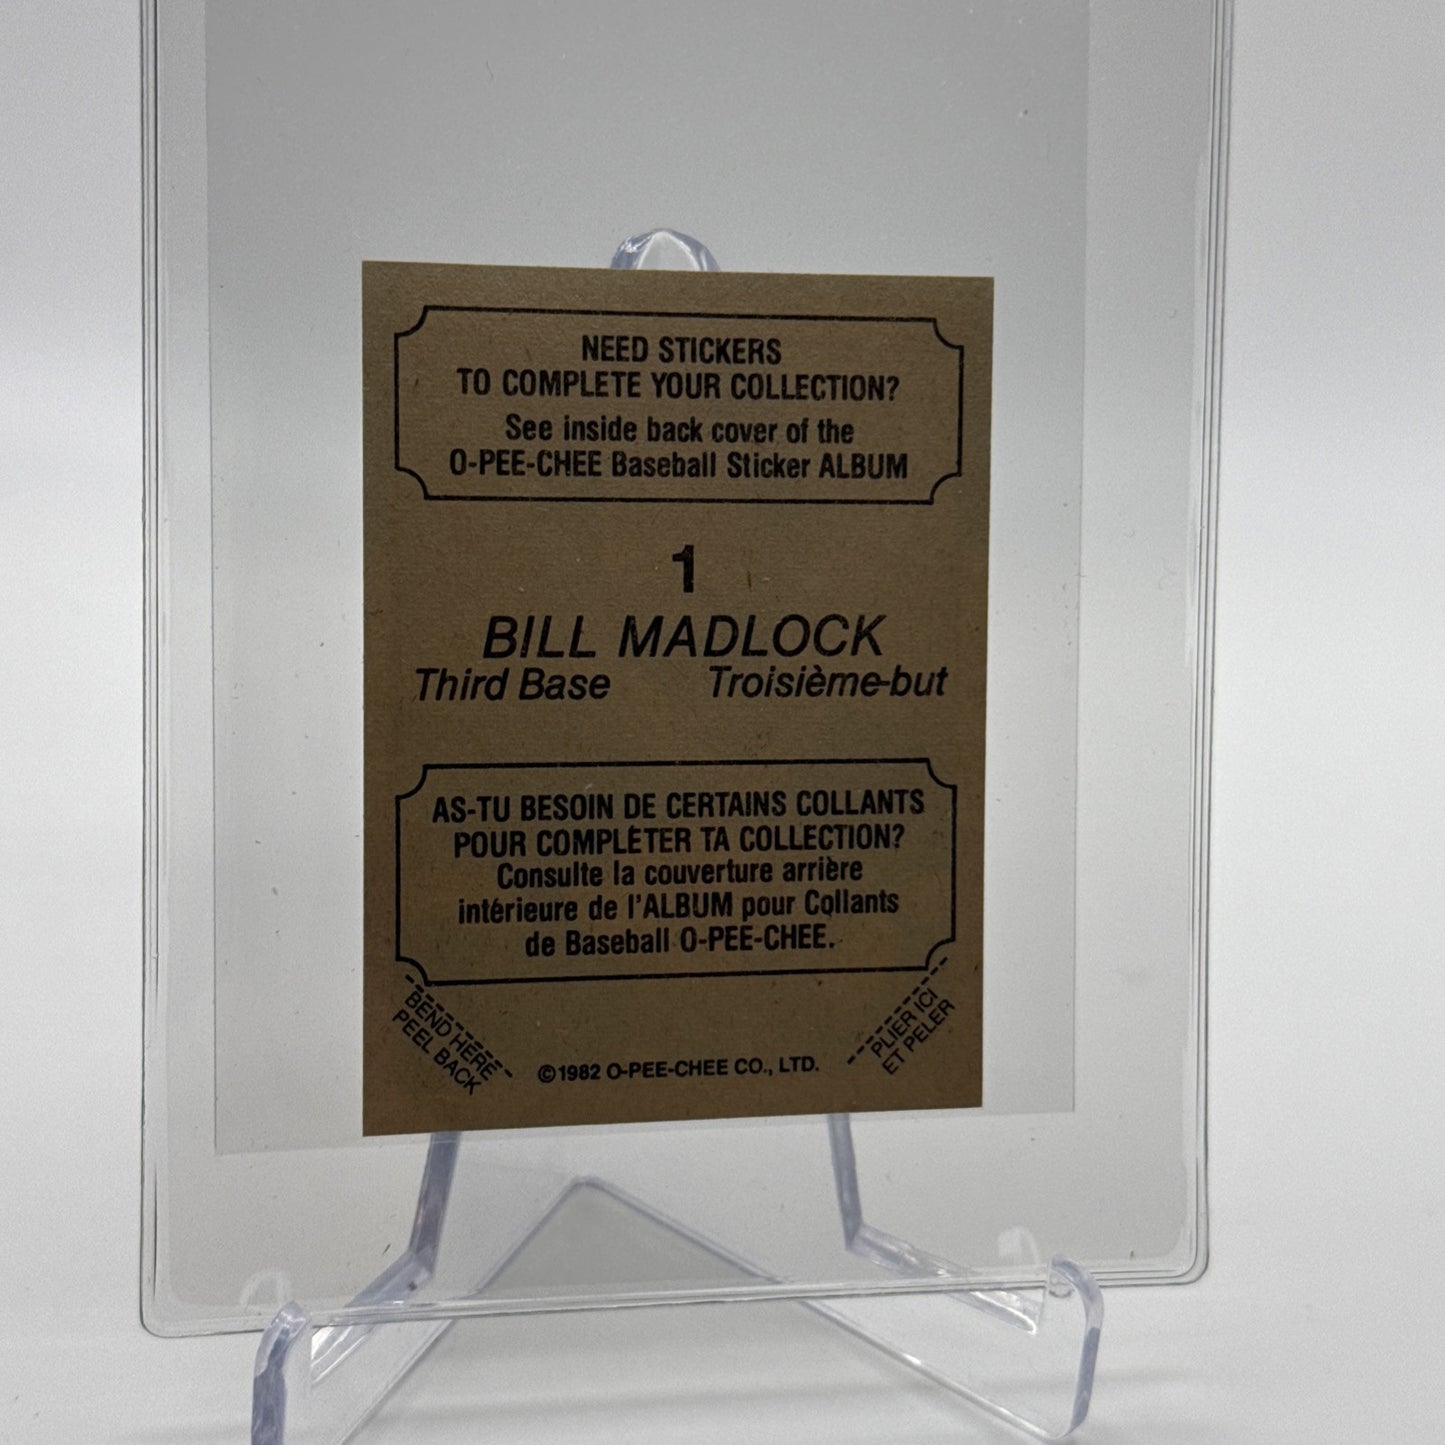 NEED STICKERS
TO COMPLETE YOUR COLLECTION?
See inside back cover of the
O-PEE-CHEE Baseball Sticker ALBUM
1
BILL MADLOCK
Third Base Troisième-but
AS-TU BESOIN DE CERTAINS COLLANTS
POUR COMPLÉTER TA COLLECTION?
Consulte la couverture arrière
intérieure de l'ALBUM pour Collants
de Baseball O-PEE-CHEE.
BEND HERE
PEEL BACK
©1982 O-PEE-CHEE CO., LTD.
PLIER ICI
ET PELER